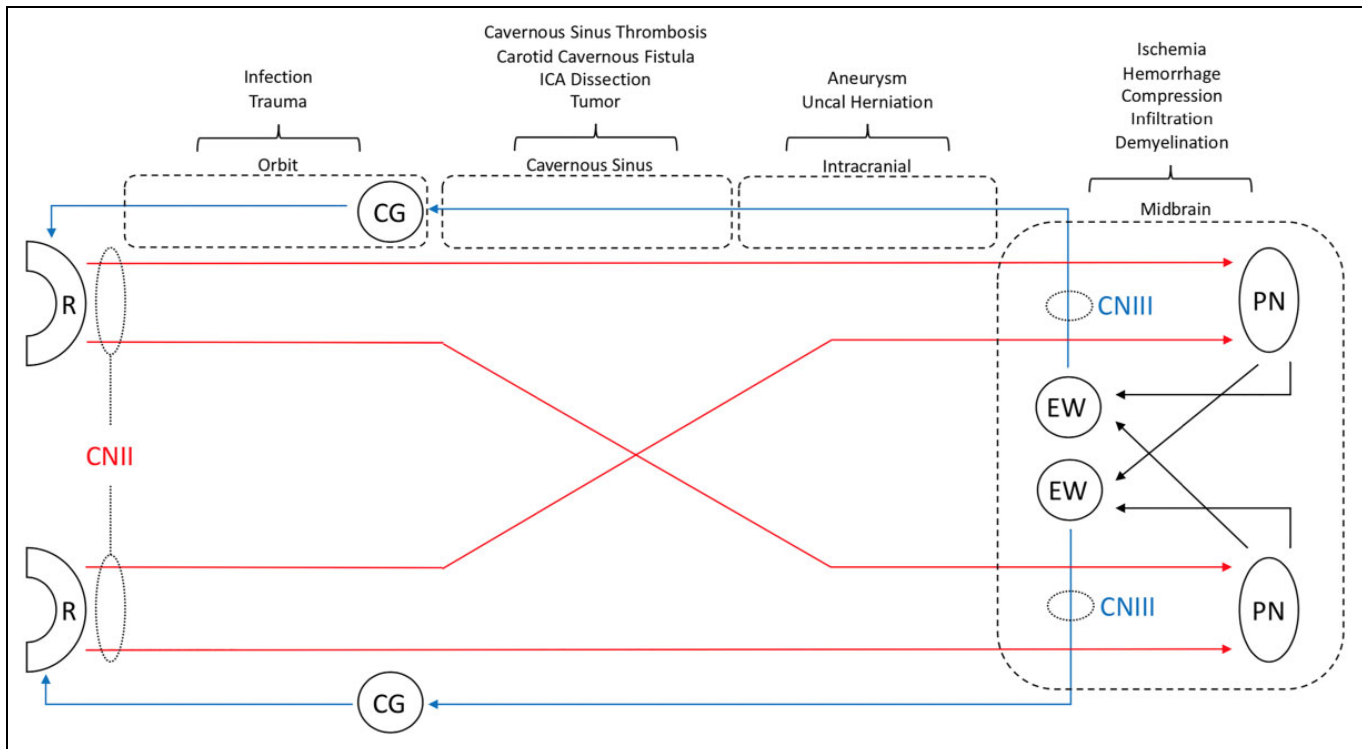 Cavernous Sinus Thrombosis
Carotid Cavernous Fistula
ICA Dissection
Tumor
Infection
Trauma
Aneurysm
Uncal Herniation
Ischemia
Hemorrhage
Compression
Infiltration
Demyelination
Orbit
Cavernous Sinus
Intracranial
Midbrain
CG
R
CNIII
PN
EW
CNII
EW
R
CNIII
PN
CG